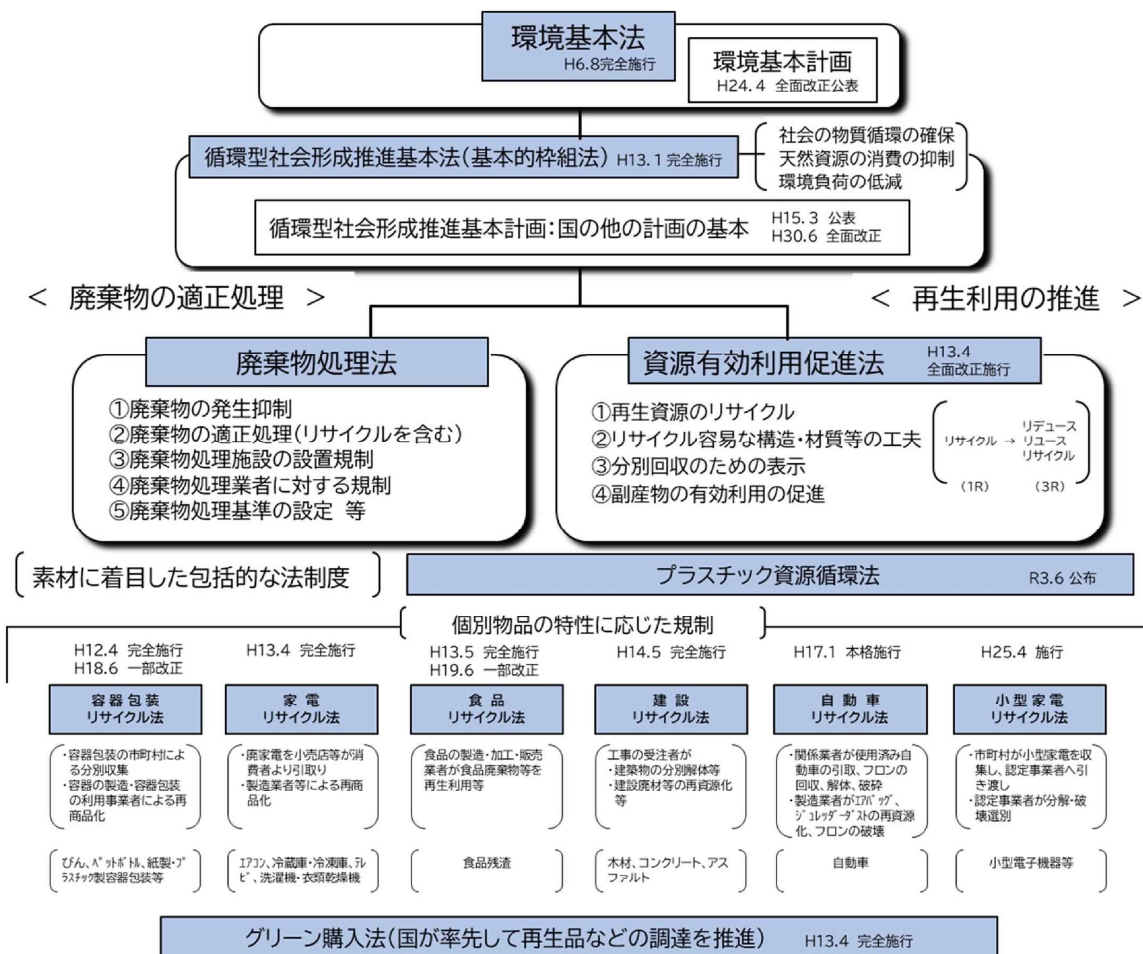 環境基本法
H6.8完全施行
環境基本計画
H24.4 全面改正公表
循環型社会形成推進基本法(基本的枠組法) H13.1 完全施行
社会の物質循環の確保
天然資源の消費の抑制
環境負荷の低減
循環型社会形成推進基本計画:国の他の計画の基本
H15.3 公表
H30.6 全面改正
< 廃棄物の適正処理 >
< 再生利用の推進 >
廃棄物処理法
①廃棄物の発生抑制
②廃棄物の適正処理(リサイクルを含む)
③廃棄物処理施設の設置規制
④廃棄物処理業者に対する規制
⑤廃棄物処理基準の設定 等
資源有効利用促進法
H13.4
全面改正施行
①再生資源のリサイクル
②リサイクル容易な構造・材質等の工夫
③分別回収のための表示
④副産物の有効利用の促進
リサイクル →
リデュース
リユース
リサイクル
(1R) (3R)
素材に着目した包括的な法制度
プラスチック資源循環法 R3.6 公布
個別物品の特性に応じた規制
H12.4 完全施行
H18.6 一部改正
容器包装
リサイクル法
・容器包装の市町村によ
る分別収集
・容器の製造・容器包装
の利用事業者による再
商品化
びん、ペットボトル、紙製・プ
ラスチック製容器包装等
H13.4 完全施行
家電
リサイクル法
・廃家電を小売店等が消
費者より引取り
・製造業者等による再商
品化
エアコン、冷蔵庫・冷凍庫、テレ
ビ、洗濯機・衣類乾燥機
H13.5 完全施行
H19.6 一部改正
食品
リサイクル法
食品の製造・加工・販売
業者が食品廃棄物等を
再生利用等
食品残渣
H14.5 完全施行
建設
リサイクル法
工事の受注者が
・建築物の分別解体等
・建設廃材等の再資源化
等
木材、コンクリート、アス
ファルト
H17.1 本格施行
自動車
リサイクル法
・関係業者が使用済み自
動車の引取、フロンの
回収、解体、破砕
・製造業者がエアバッグ、
ジュレッダーダストの再資源
化、フロンの破壊
自動車
H25.4 施行
小型家電
リサイクル法
・市町村が小型家電を収
集し、認定事業者へ引
き渡し
・認定事業者が分解・破
壊選別
小型電子機器等
グリーン購入法(国が率先して再生品などの調達を推進) H13.4 完全施行